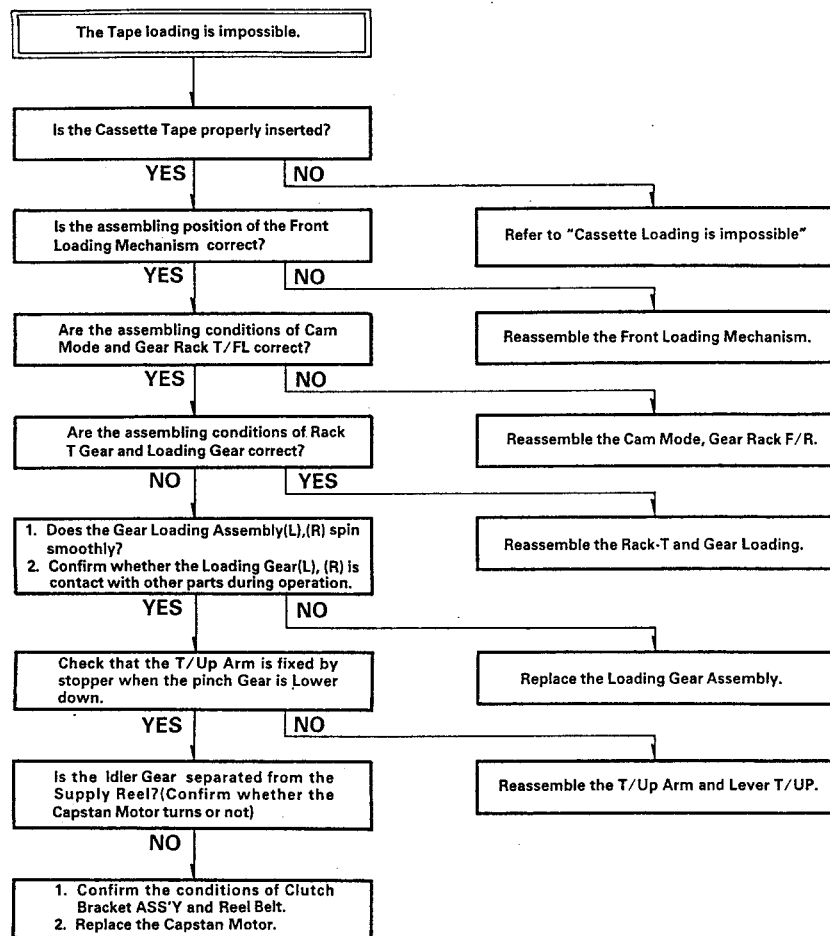 The Tape loading is impossible.
Is the Cassette Tape properly inserted?
YES
NO
Is the assembling position of the Front
Loading Mechanism correct?
Refer to "Cassette Loading is impossible"
YES
NO
Are the assembling conditions of Cam
Mode and Gear Rack T/FL correct?
Reassemble the Front Loading Mechanism.
YES
NO
Are the assembling conditions of Rack
T Gear and Loading Gear correct?
Reassemble the Cam Mode, Gear Rack F/R.
NO
YES
1. Does the Gear Loading Assembly(L),(R) spin
smoothly?
2. Confirm whether the Loading Gear(L), (R) is
contact with other parts during operation.
Reassemble the Rack-T and Gear Loading.
YES
NO
Check that the T/Up Arm is fixed by
stopper when the pinch Gear is Lower
down.
Replace the Loading Gear Assembly.
YES
NO
Is the Idler Gear separated from the
Supply Reel?(Confirm whether the
Capstan Motor turns or not)
Reassemble the T/Up Arm and Lever T/UP.
NO
1. Confirm the conditions of Clutch
Bracket ASS'Y and Reel Belt.
2. Replace the Capstan Motor.